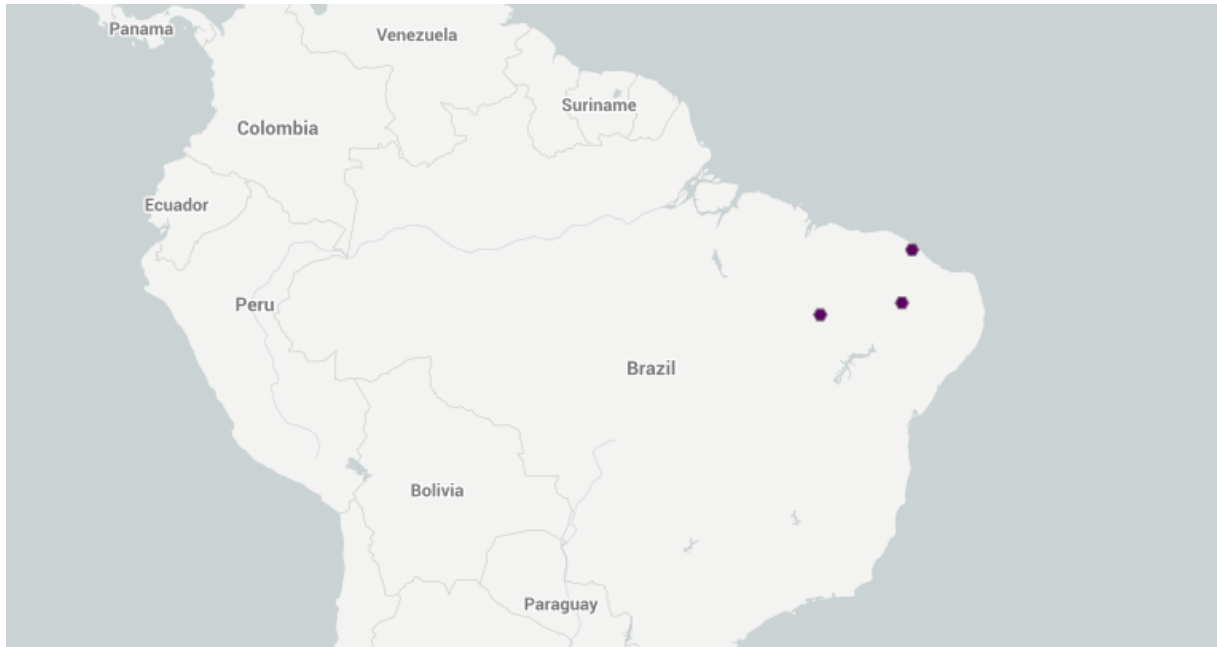 Panama
Venezuela
Suriname
Colombia
Ecuador
Peru
Brazil
Bolivia
Paraguay